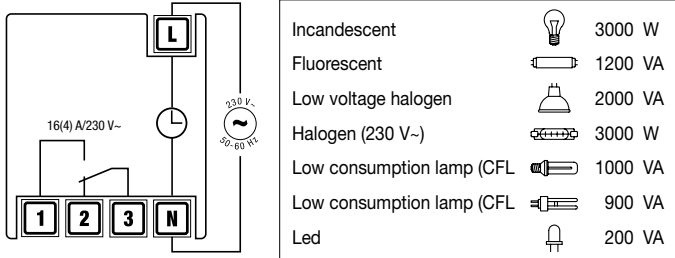 L
230 V~
50-60 Hz
16(4) A/230 V~
1 2 3 N
Incandescent 3000 W
Fluorescent 1200 VA
Low voltage halogen 2000 VA
Halogen (230 V~) 3000 W
Low consumption lamp (CFL 1000 VA
Low consumption lamp (CFL 900 VA
Led 200 VA